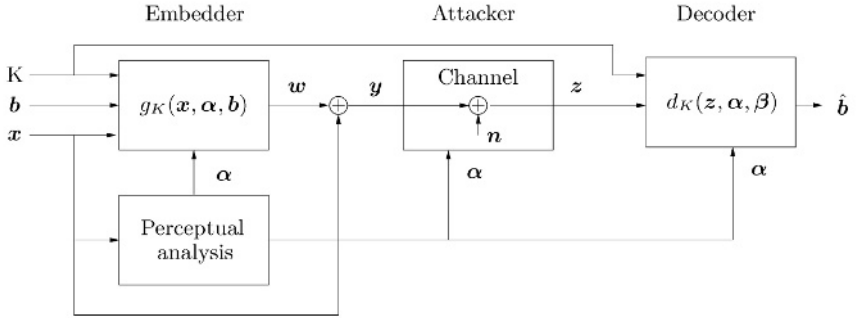 Embedder
Attacker
Decoder
K
b
x
g_K(x, α, b)
w
y
Channel
n
z
d_K(z, α, β)
b̂
α
α
α
Perceptual
analysis